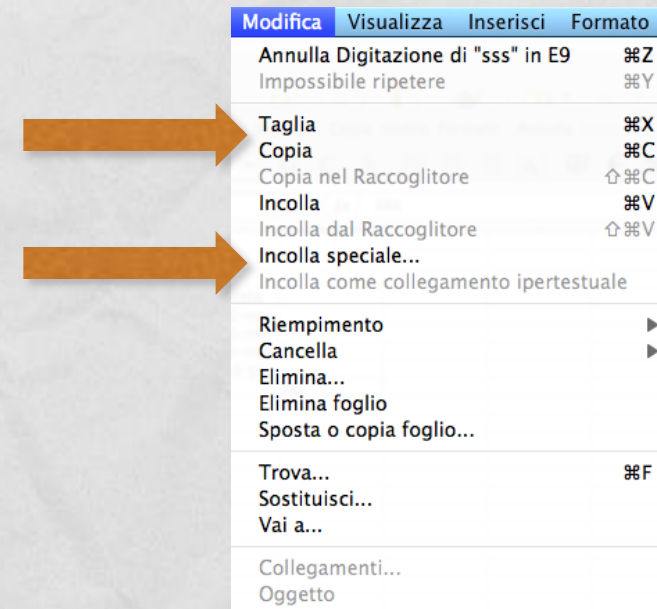 Modifica Visualizza Inserisci Formato
Annulla Digitazione di "sss" in E9 ⌘Z
Impossibile ripetere ⌘Y
Taglia ⌘X
Copia ⌘C
Copia nel Raccoglitore ⇧⌘C
Incolla ⌘V
Incolla dal Raccoglitore ⇧⌘V
Incolla speciale...
Incolla come collegamento ipertestuale
Riempimento ▶
Cancella ▶
Elimina...
Elimina foglio
Sposta o copia foglio...
Trova... ⌘F
Sostituisci...
Vai a...
Collegamenti...
Oggetto